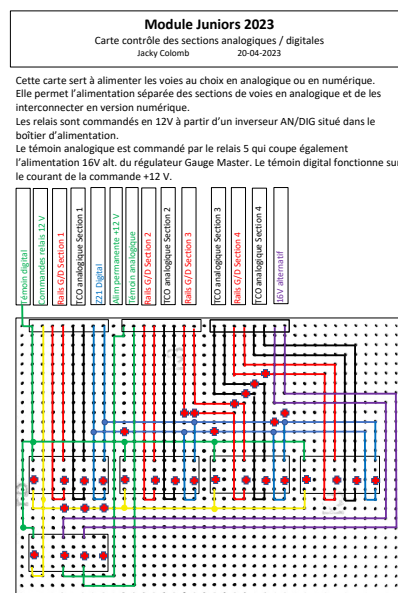 Module Juniors 2023
Carte contrôle des sections analogiques / digitales
Jacky Colomb 20-04-2023
Cette carte sert à alimenter les voies au choix en analogique ou en numérique.
Elle permet l'alimentation séparée des sections de voies en analogique et de les
interconnecter en version numérique.
Les relais sont commandés en 12V à partir d'un inverseur AN/DIG situé dans le
boîtier d'alimentation.
Le témoin analogique est commandé par le relais 5 qui coupe également
l'alimentation 16V alt. du régulateur Gauge Master. Le témoin digital fonctionne sur
le courant de la commande +12 V.
Témoin digital
Commandes relais 12 V
Rails G/D Section 1
TCO analogique Section 1
Z21 Digital
Alim permanente +12 V
Témoin analogique
Rails G/D Section 2
TCO analogique Section 2
Rails G/D Section 3
TCO analogique Section 3
Rails G/D Section 4
TCO analogique Section 4
16V alternatif